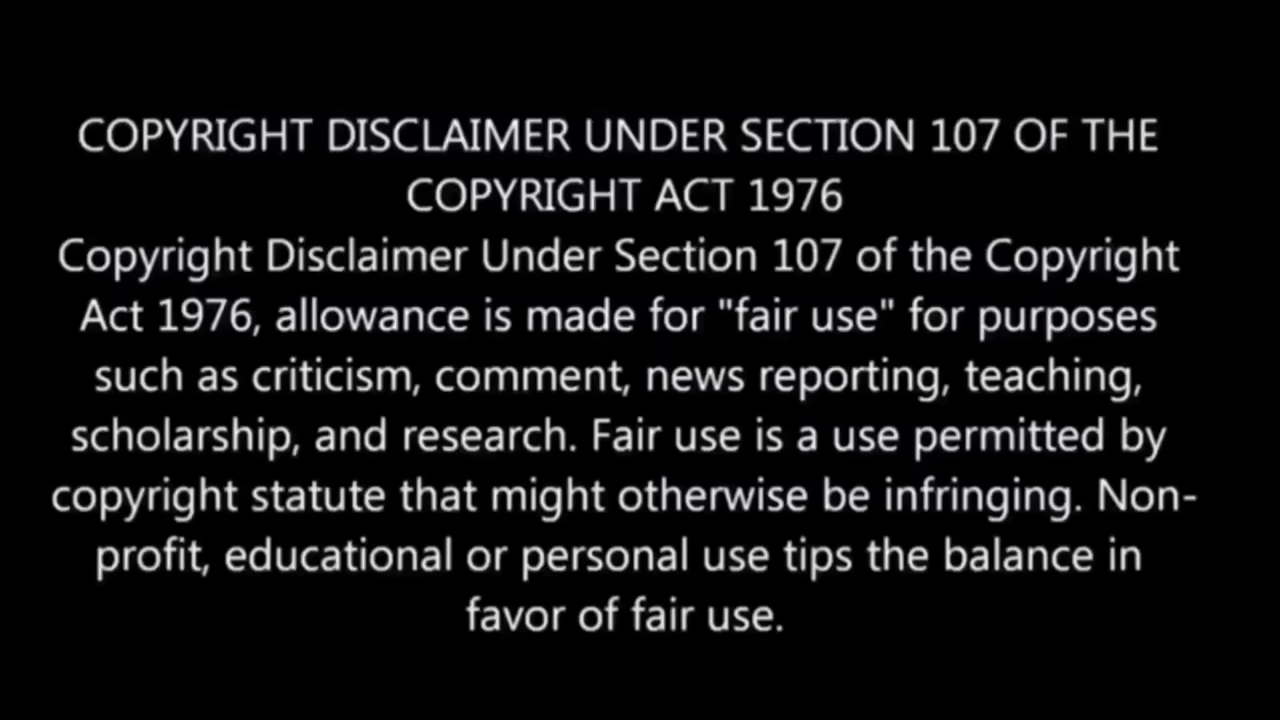 COPYRIGHT DISCLAIMER UNDER SECTION 107 OF THE
COPYRIGHT ACT 1976
Copyright Disclaimer Under Section 107 of the Copyright
Act 1976, allowance is made for "fair use" for purposes
such as criticism, comment, news reporting, teaching,
scholarship, and research. Fair use is a use permitted by
copyright statute that might otherwise be infringing. Non-
profit, educational or personal use tips the balance in
favor of fair use.